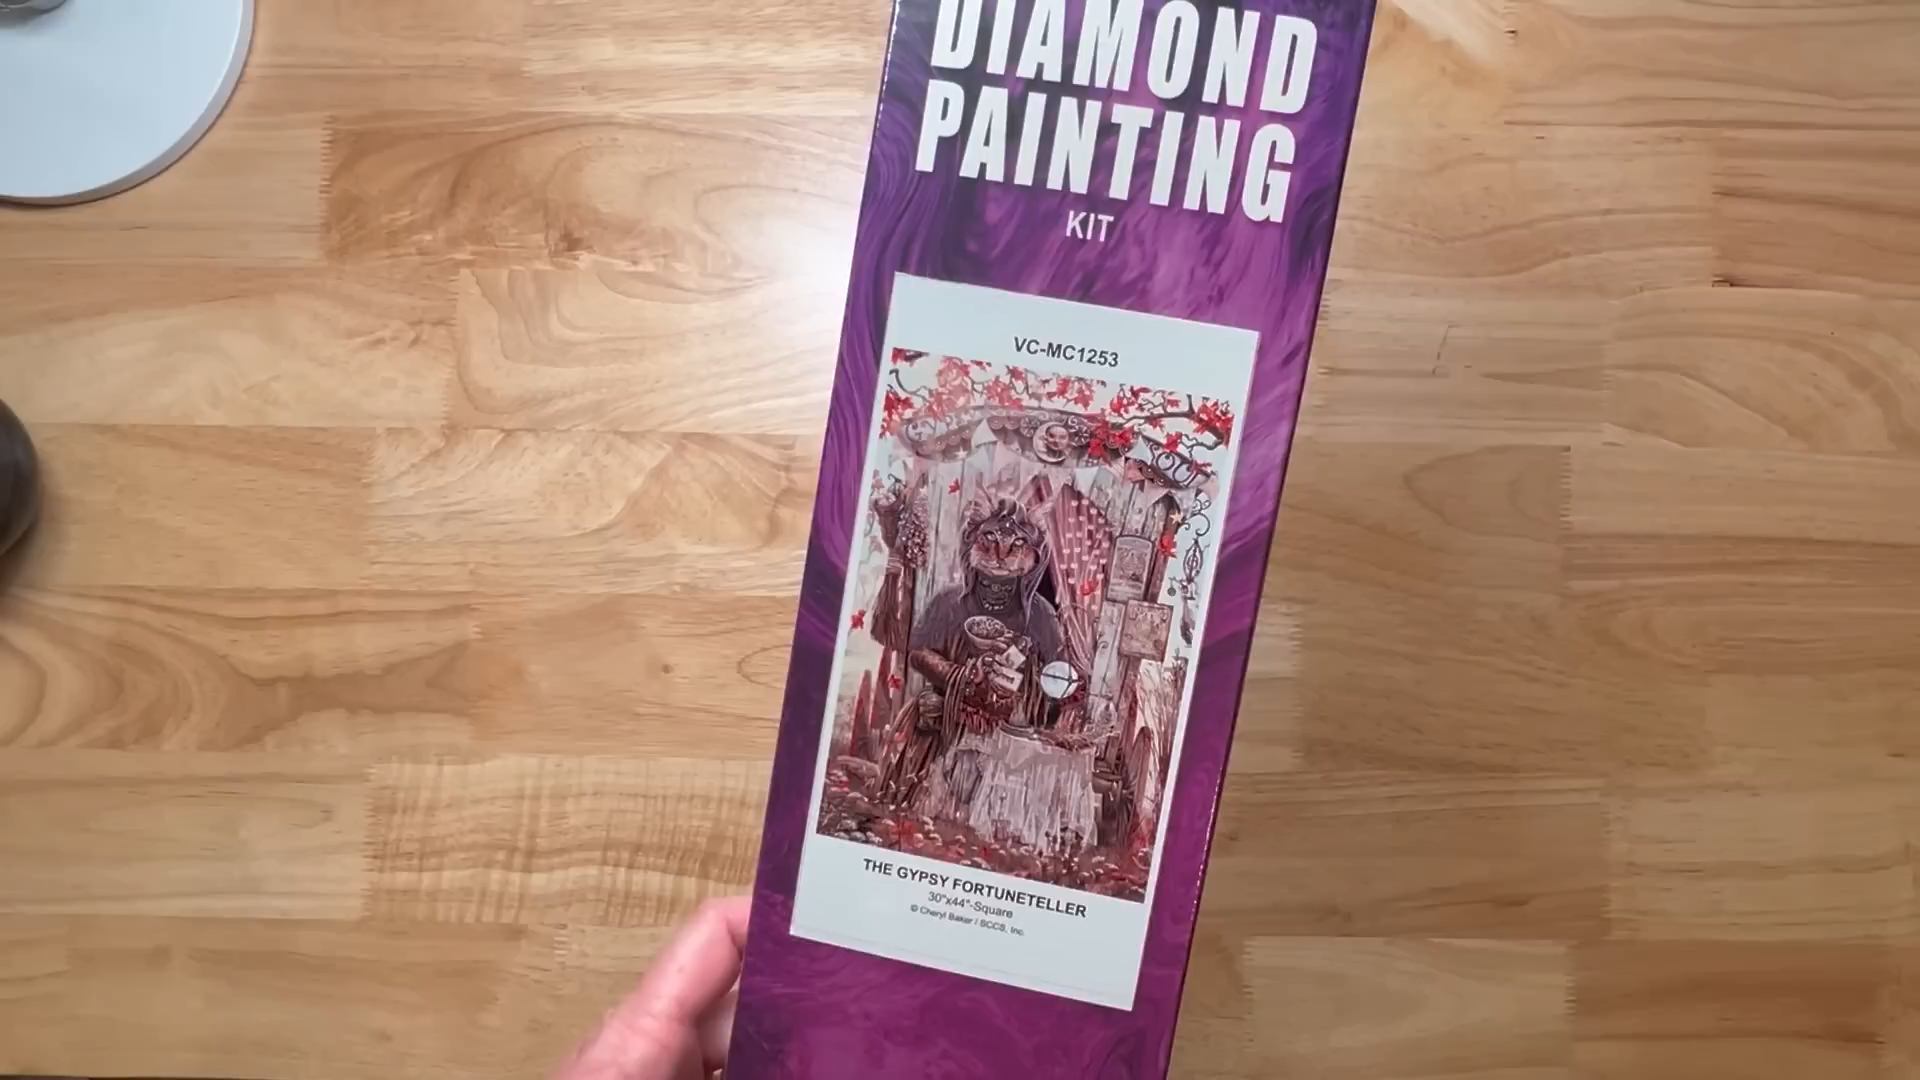 DIAMOND
PAINTING
KIT
VC-MC1253
THE GYPSY FORTUNETELLER
30"x44"-Square
© Cheryl Baker / SCCS, Inc.